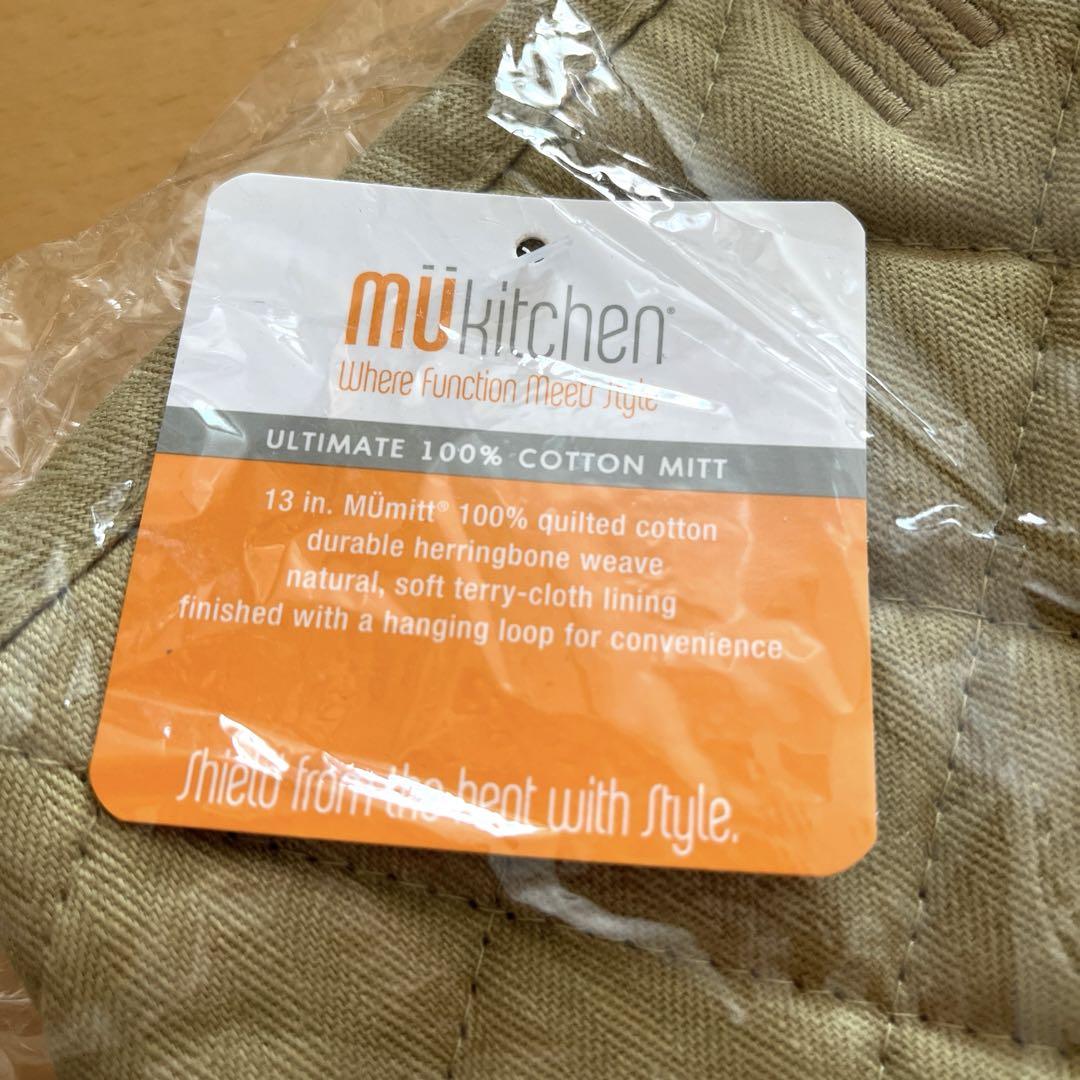 MÜkitchen®
Where Function Meets Style
ULTIMATE 100% COTTON MITT
13 in. MÜmitt® 100% quilted cotton
durable herringbone weave
natural, soft terry-cloth lining
finished with a hanging loop for convenience
Shield from the heat with Style.